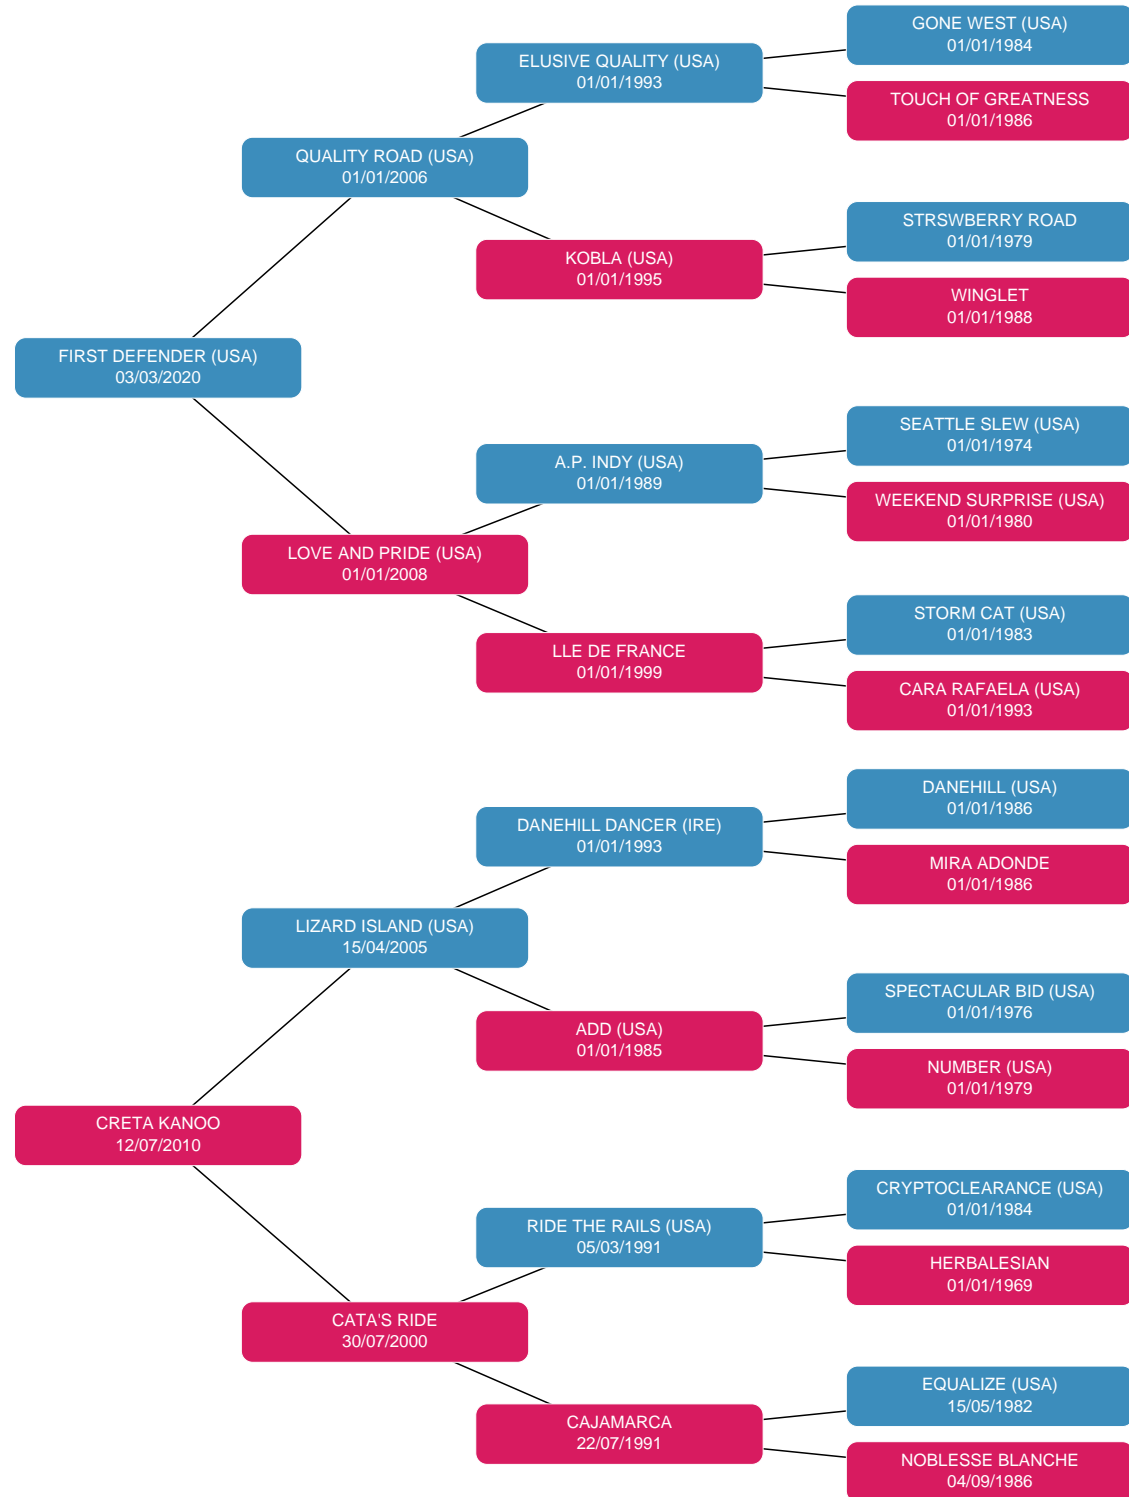 GONE WEST (USA)
01/01/1984
ELUSIVE QUALITY (USA)
01/01/1993
TOUCH OF GREATNESS
01/01/1986
QUALITY ROAD (USA)
01/01/2006
STRSWBERRY ROAD
01/01/1979
KOBLA (USA)
01/01/1995
WINGLET
01/01/1988
FIRST DEFENDER (USA)
03/03/2020
SEATTLE SLEW (USA)
01/01/1974
A.P. INDY (USA)
01/01/1989
WEEKEND SURPRISE (USA)
01/01/1980
LOVE AND PRIDE (USA)
01/01/2008
STORM CAT (USA)
01/01/1983
LLE DE FRANCE
01/01/1999
CARA RAFAELA (USA)
01/01/1993
DANEHILL (USA)
01/01/1986
DANEHILL DANCER (IRE)
01/01/1993
MIRA ADONDE
01/01/1986
LIZARD ISLAND (USA)
15/04/2005
SPECTACULAR BID (USA)
01/01/1976
ADD (USA)
01/01/1985
NUMBER (USA)
01/01/1979
CRETA KANOO
12/07/2010
CRYPTOCLEARANCE (USA)
01/01/1984
RIDE THE RAILS (USA)
05/03/1991
HERBALESIAN
01/01/1969
CATA'S RIDE
30/07/2000
EQUALIZE (USA)
15/05/1982
CAJAMARCA
22/07/1991
NOBLESSE BLANCHE
04/09/1986